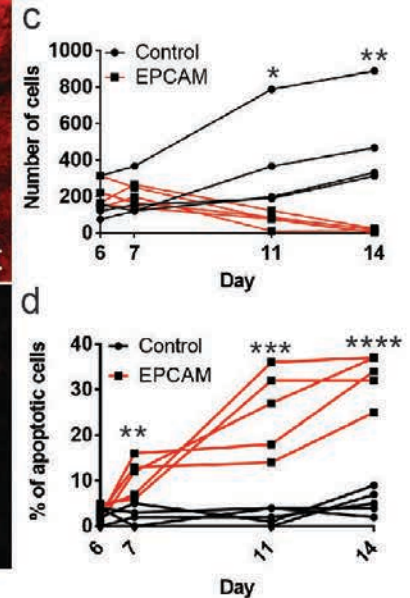 c
Number of cells
1000
800
600
400
200
0
Control
EPCAM
*
**
6 7 11 14
Day
d
% of apoptotic cells
40
30
20
10
0
Control
EPCAM
**
***
****
6 7 11 14
Day